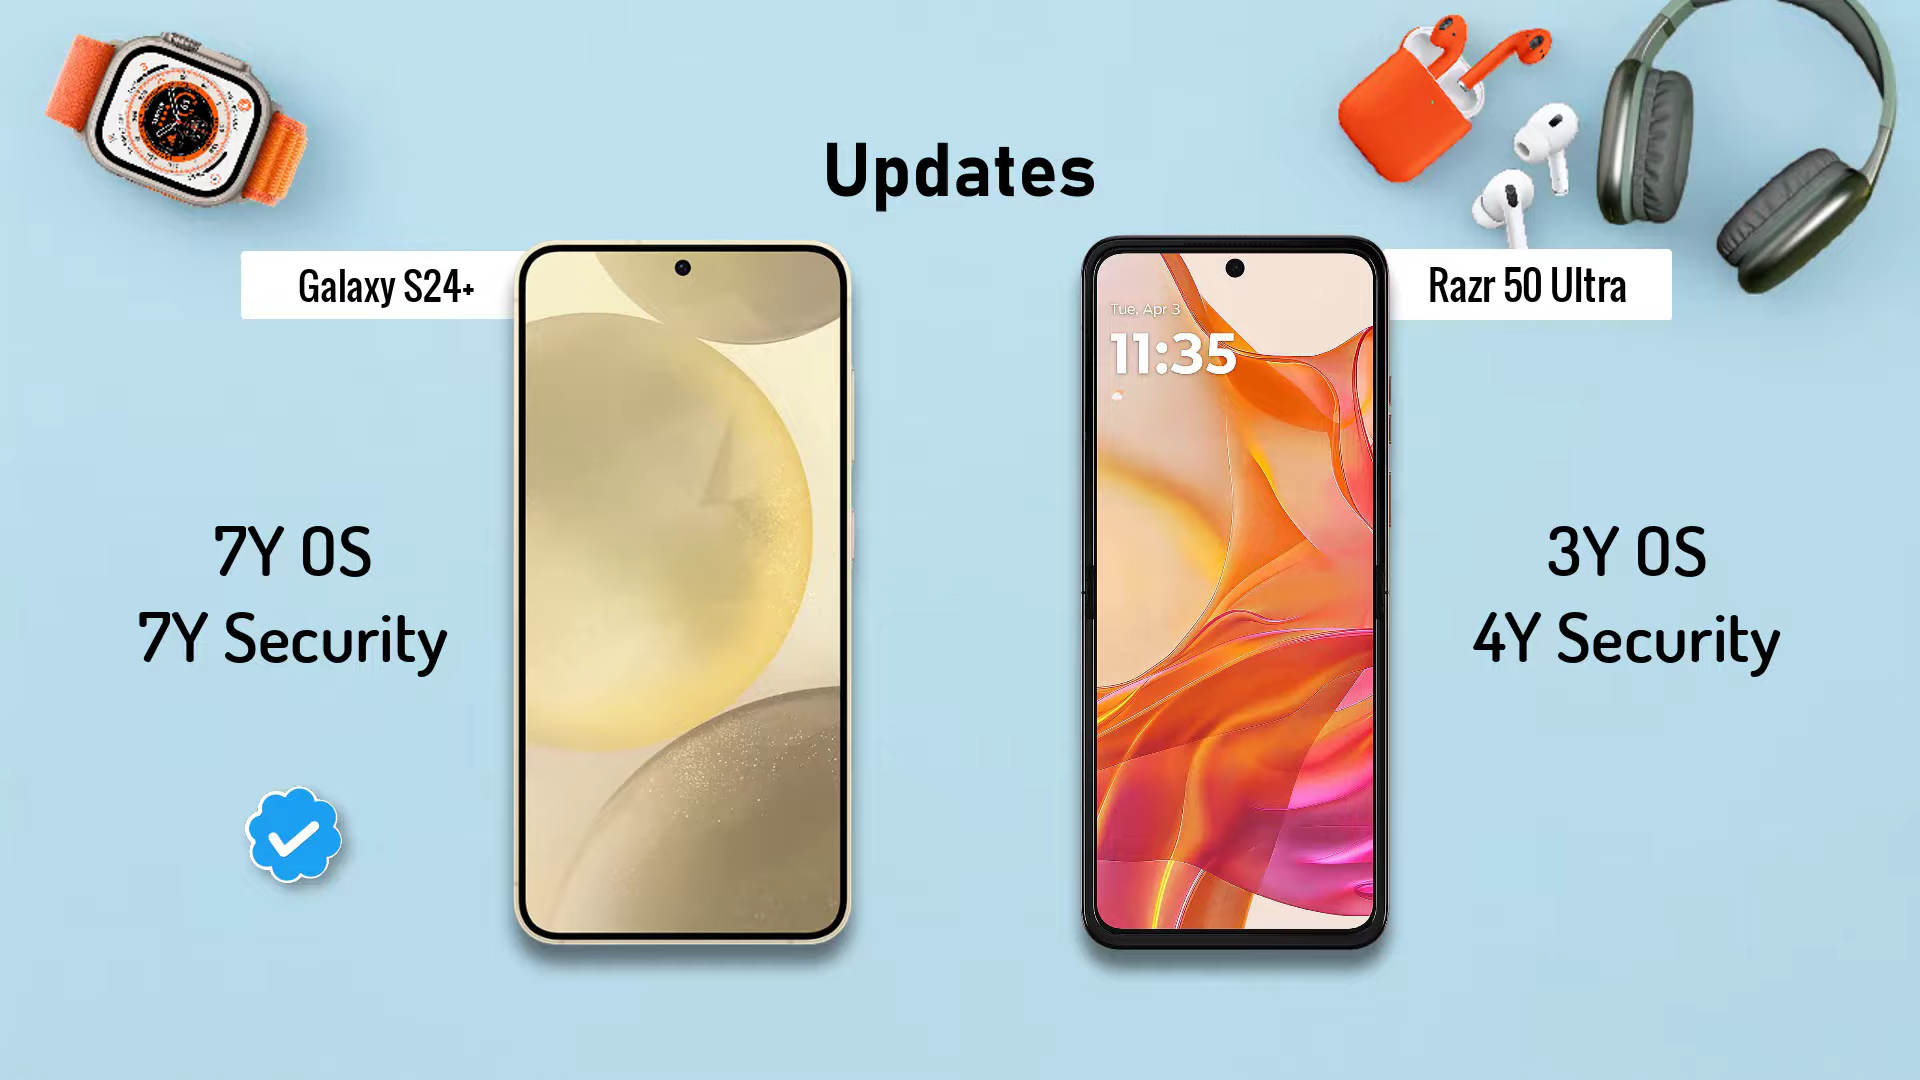 Updates
Galaxy S24+
Razr 50 Ultra
Tue, Apr 3
11:35
7Y OS
7Y Security
3Y OS
4Y Security